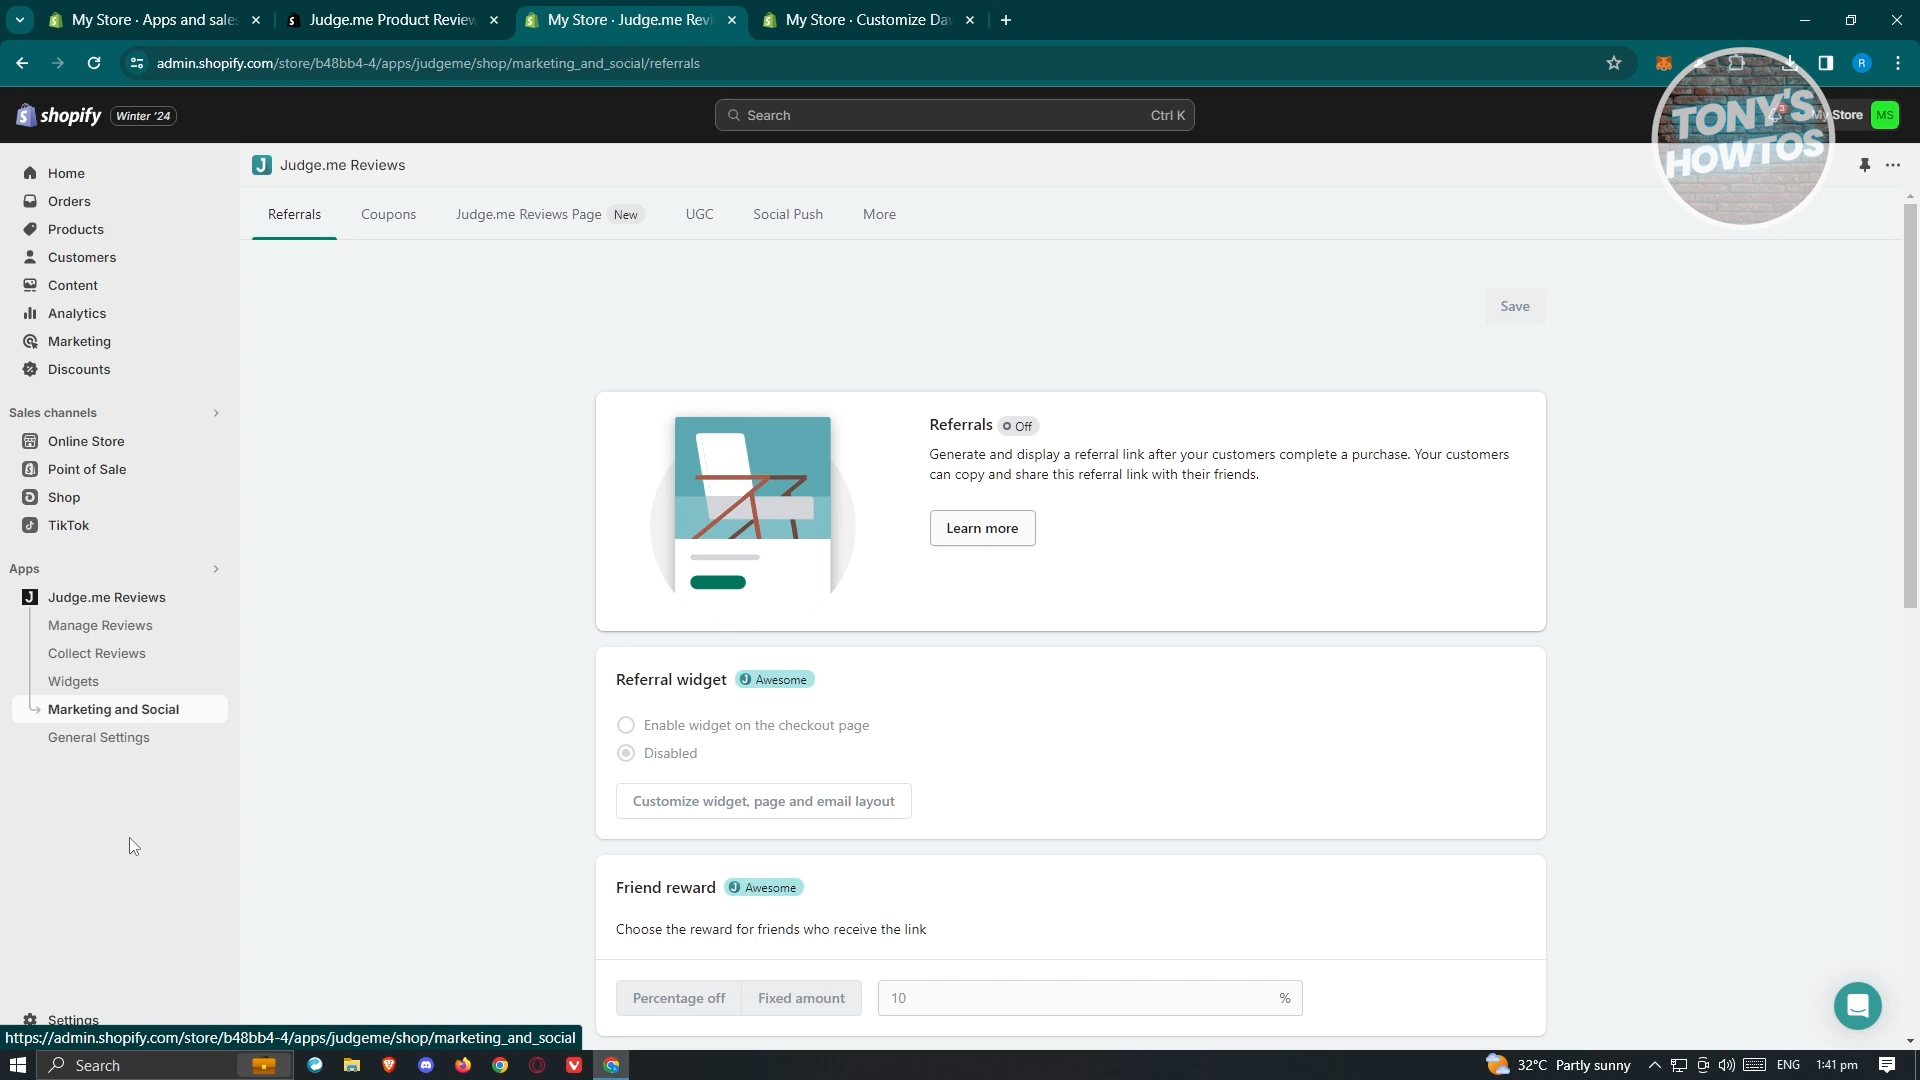 My Store · Apps and sales
Judge.me Product Review
My Store · Judge.me Revi
My Store · Customize Da
admin.shopify.com/store/b48bb4-4/apps/judgeme/shop/marketing_and_social/referrals
R
shopify
Winter '24
Search
Ctrl K
3
My Store
MS
TONY'S
HOWTOS
Home
Orders
Products
Customers
Content
Analytics
Marketing
Discounts
Sales channels
Online Store
Point of Sale
Shop
TikTok
Apps
Judge.me Reviews
Manage Reviews
Collect Reviews
Widgets
Marketing and Social
General Settings
Settings
Judge.me Reviews
Referrals
Coupons
Judge.me Reviews Page New
UGC
Social Push
More
Save
Referrals Off
Generate and display a referral link after your customers complete a purchase. Your customers
can copy and share this referral link with their friends.
Learn more
Referral widget Awesome
Enable widget on the checkout page
Disabled
Customize widget, page and email layout
Friend reward Awesome
Choose the reward for friends who receive the link
Percentage off
Fixed amount
10
%
https://admin.shopify.com/store/b48bb4-4/apps/judgeme/shop/marketing_and_social
Search
32°C Partly sunny
ENG
1:41 pm